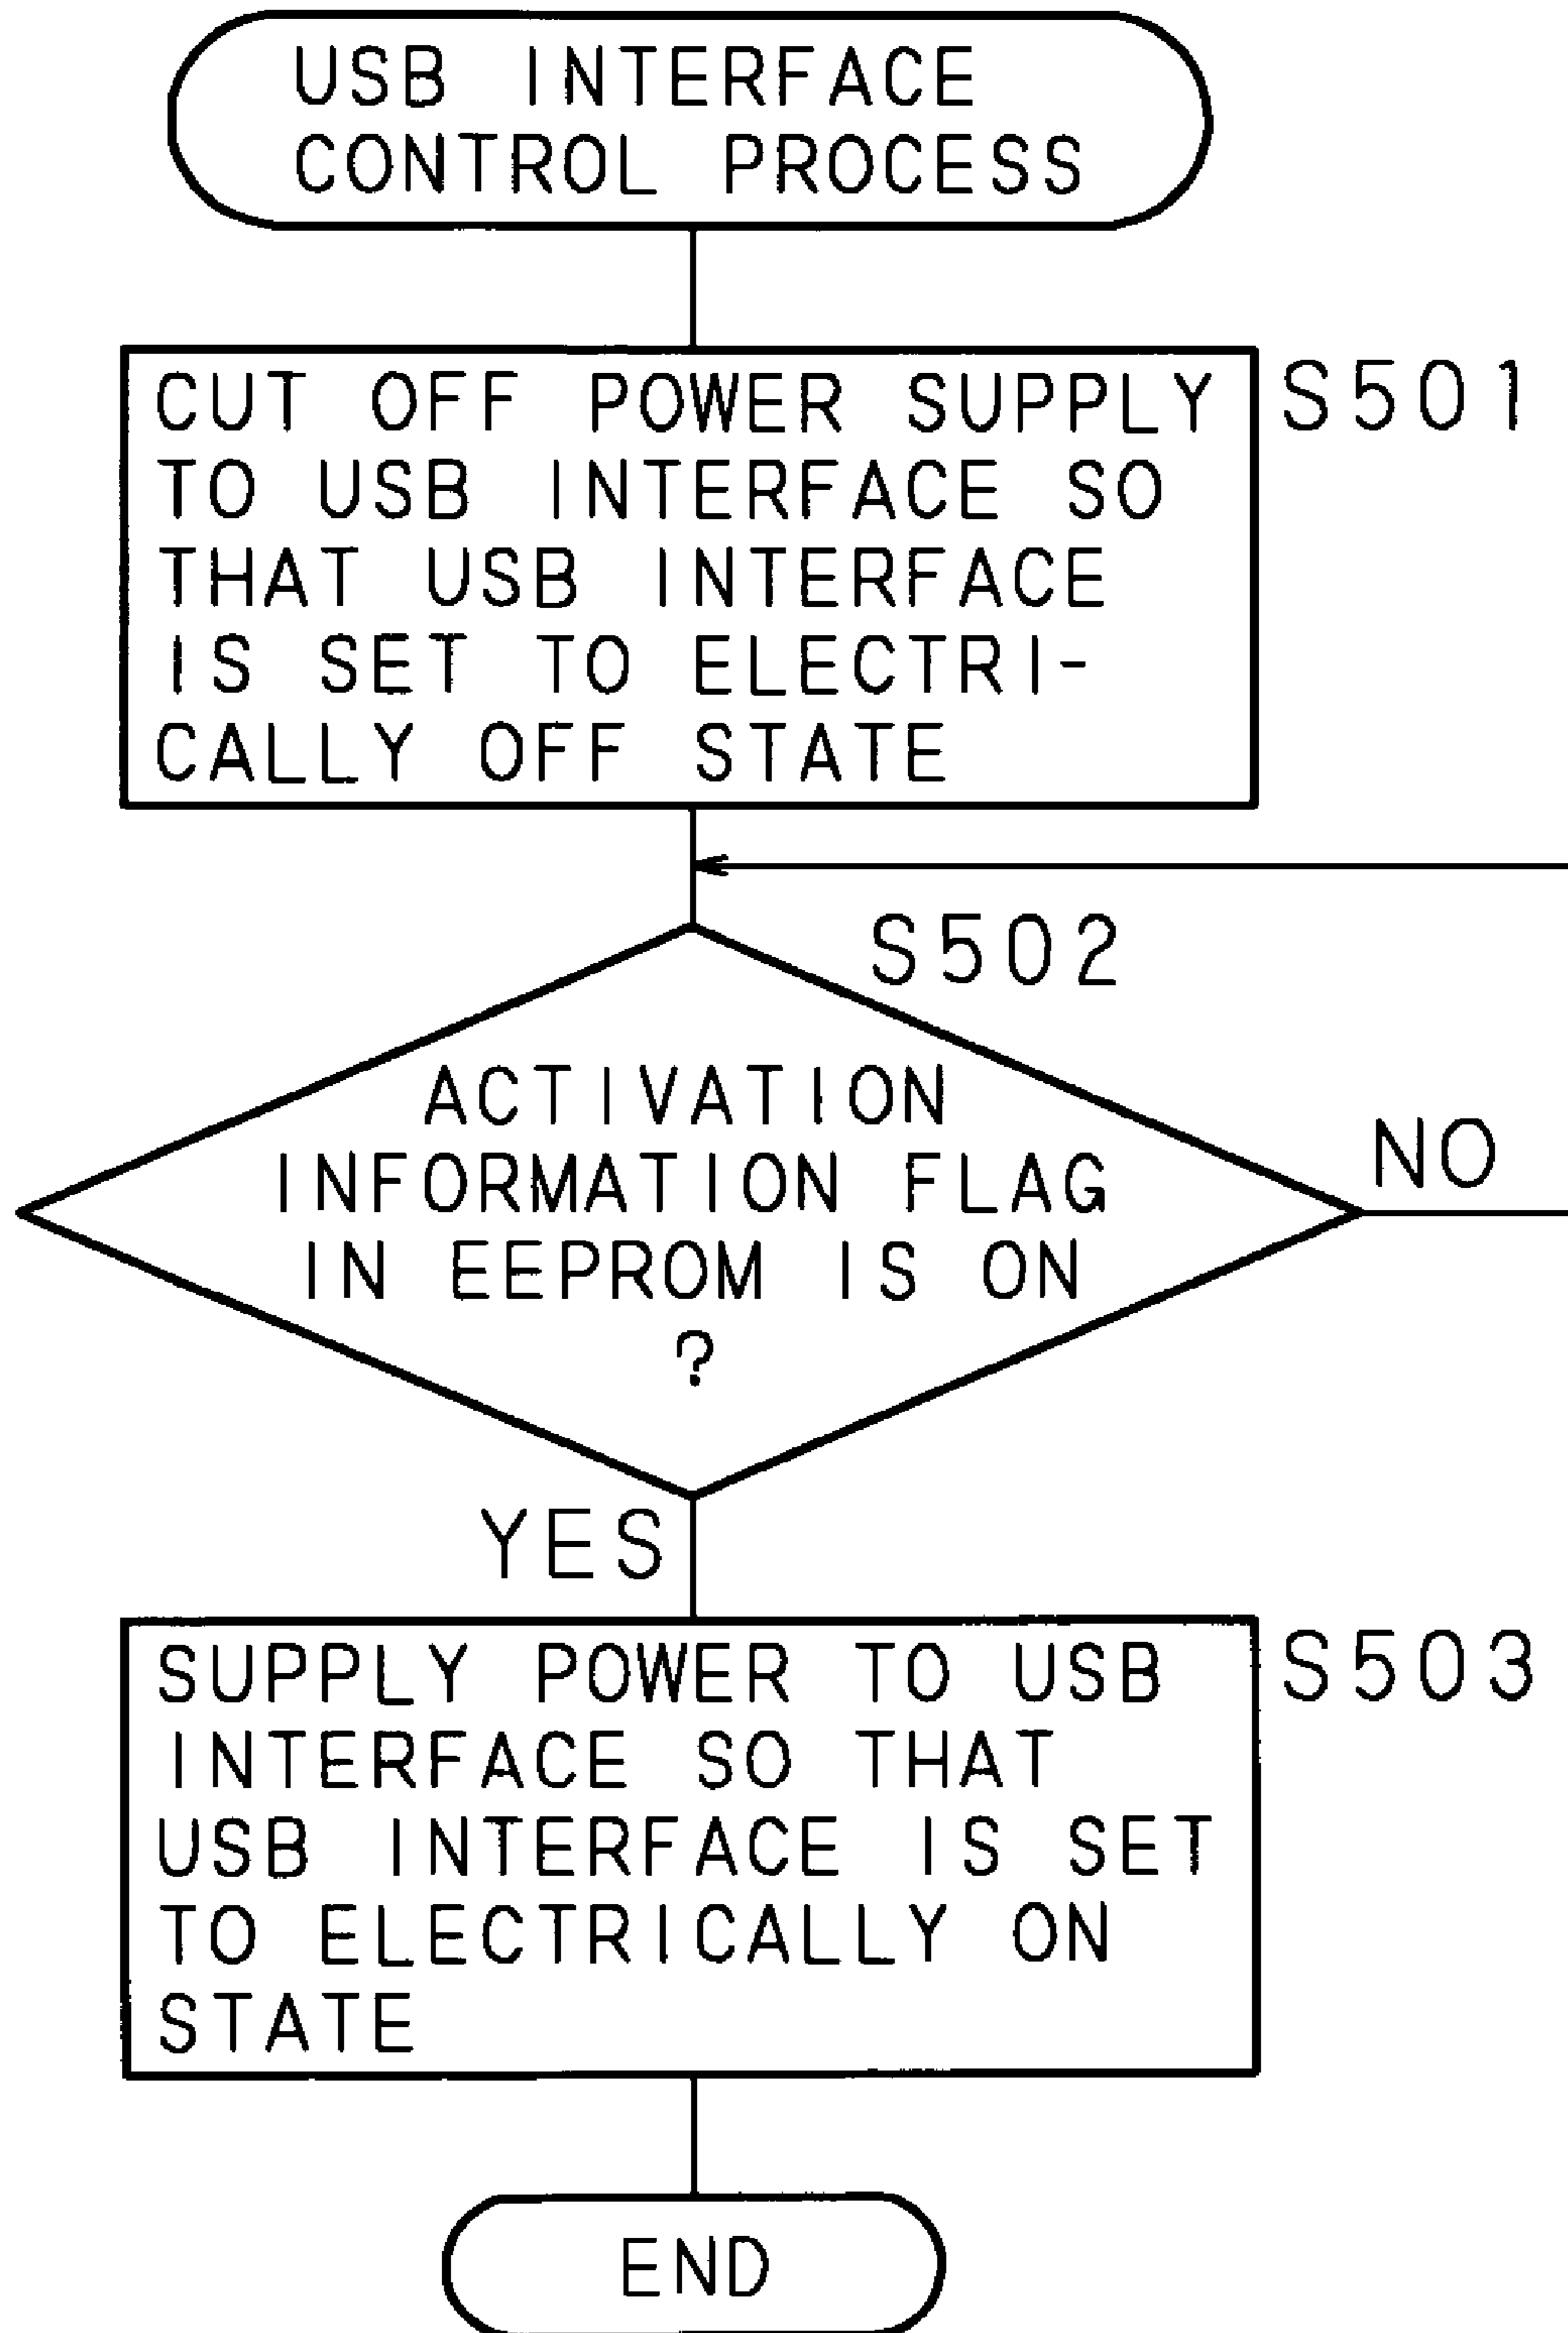 USB INTERFACE
CONTROL PROCESS
CUT OFF POWER SUPPLY
TO USB INTERFACE SO
THAT USB INTERFACE
IS SET TO ELECTRI-
CALLY OFF STATE
S501
S502
ACTIVATION
INFORMATION FLAG
IN EEPROM IS ON
?
NO
YES
SUPPLY POWER TO USB
INTERFACE SO THAT
USB INTERFACE IS SET
TO ELECTRICALLY ON
STATE
S503
END